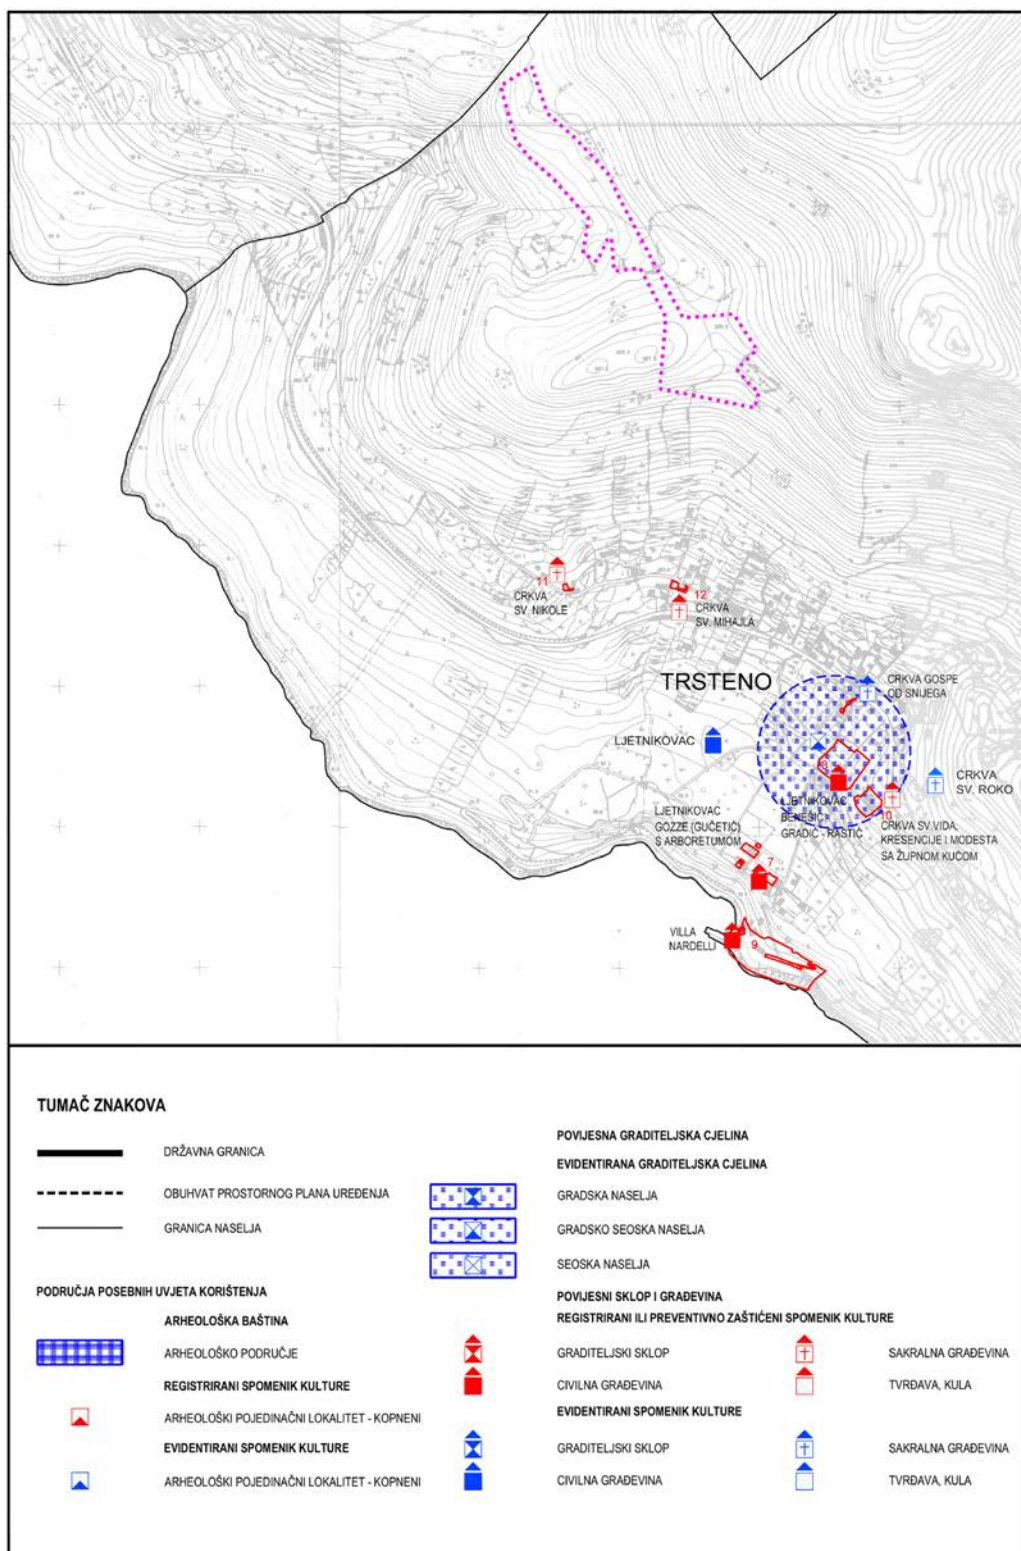 11
CRKVA
SV. NIKOLE
12
CRKVA
SV. MIHAJLA
TRSTENO
CRKVA GOSPE
OD SNIJEGA
LJETNIKOVAC
CRKVA
SV. ROKO
8
LJETNIKOVAC
BENEŠIĆ
GRADIĆ - RASTIĆ
LJETNIKOVAC
GOZZE (GUČETIĆ)
S ARBORETUMOM
10
CRKVA SV.VIDA,
KRESENCIJE I MODESTA
SA ŽUPNOM KUĆOM
7
VILLA
NARDELLI
9
TUMAČ ZNAKOVA
DRŽAVNA GRANICA
OBUHVAT PROSTORNOG PLANA UREĐENJA
GRANICA NASELJA
POVIJESNA GRADITELJSKA CJELINA
EVIDENTIRANA GRADITELJSKA CJELINA
GRADSKA NASELJA
GRADSKO SEOSKA NASELJA
SEOSKA NASELJA
PODRUČJA POSEBNIH UVJETA KORIŠTENJA
ARHEOLOŠKA BAŠTINA
ARHEOLOŠKO PODRUČJE
REGISTRIRANI SPOMENIK KULTURE
ARHEOLOŠKI POJEDINAČNI LOKALITET - KOPNENI
EVIDENTIRANI SPOMENIK KULTURE
ARHEOLOŠKI POJEDINAČNI LOKALITET - KOPNENI
POVIJESNI SKLOP I GRAĐEVINA
REGISTRIRANI ILI PREVENTIVNO ZAŠTIĆENI SPOMENIK KULTURE
GRADITELJSKI SKLOP
SAKRALNA GRAĐEVINA
CIVILNA GRAĐEVINA
TVRĐAVA, KULA
EVIDENTIRANI SPOMENIK KULTURE
GRADITELJSKI SKLOP
SAKRALNA GRAĐEVINA
CIVILNA GRAĐEVINA
TVRĐAVA, KULA